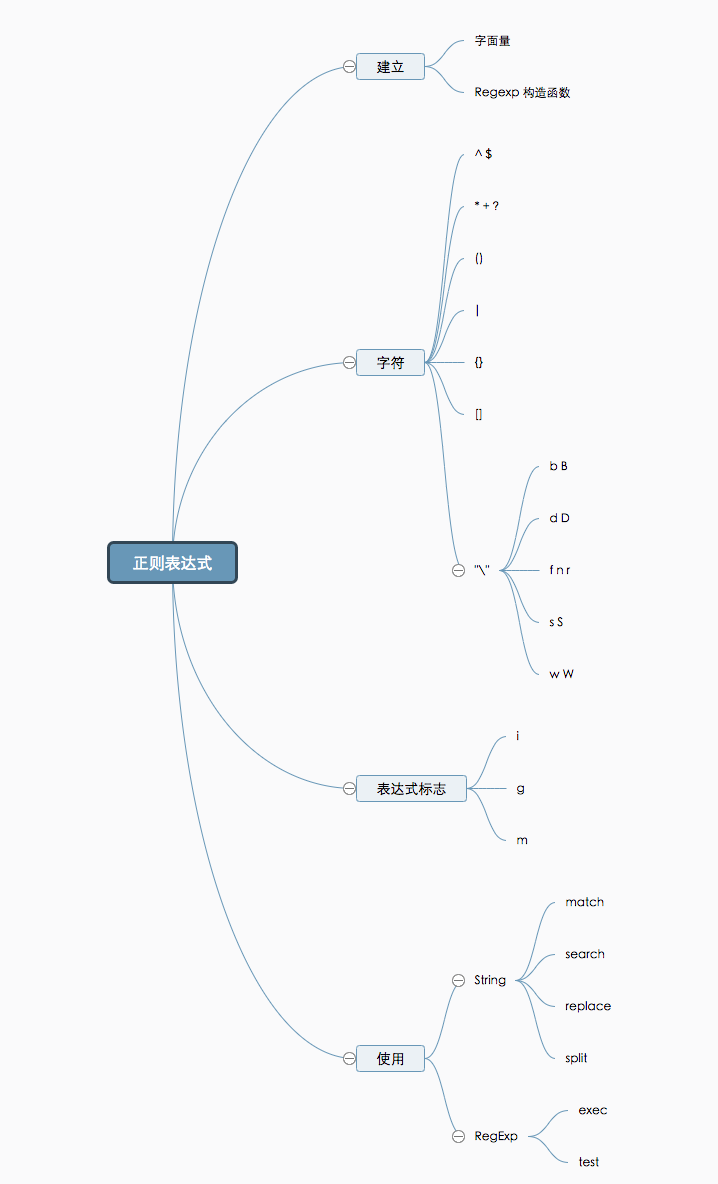 正则表达式
建立
字面量
Regexp 构造函数
字符
^ $
* + ?
()
|
{}
[]
"\"
b B
d D
f n r
s S
w W
表达式标志
i
g
m
使用
String
match
search
replace
split
RegExp
exec
test